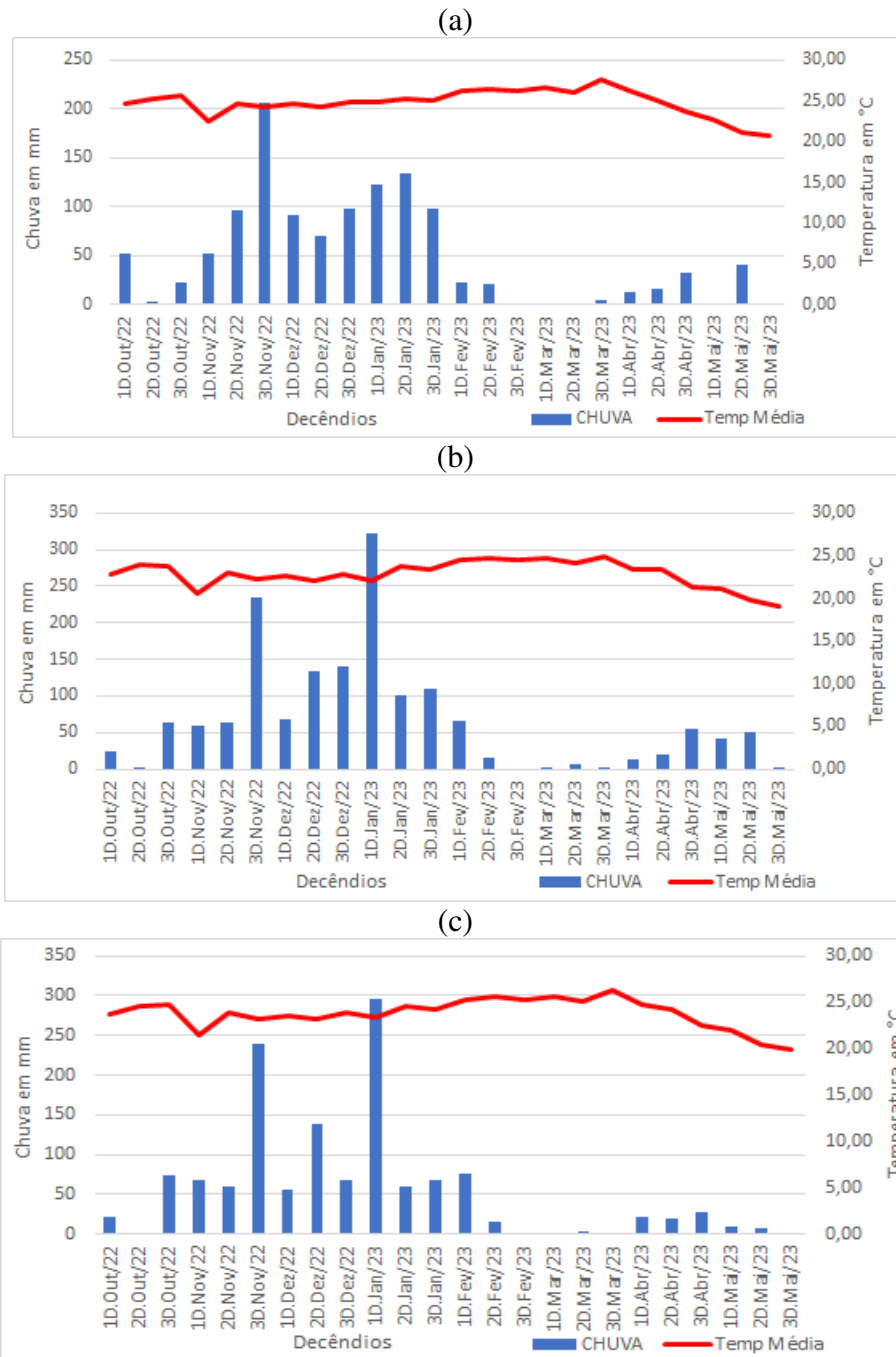 (a)
250
200
150
100
50
0
Chuva em mm
30,00
25,00
20,00
15,00
10,00
5,00
0,00
Temperatura em °C
1D.Out/22
2D.Out/22
3D.Out/22
1D.Nov/22
2D.Nov/22
3D.Nov/22
1D.Dez/22
2D.Dez/22
3D.Dez/22
1D.Jan/23
2D.Jan/23
3D.Jan/23
1D.Fev/23
2D.Fev/23
3D.Fev/23
1D.Mar/23
2D.Mar/23
3D.Mar/23
1D.Abr/23
2D.Abr/23
3D.Abr/23
1D.Mai/23
2D.Mai/23
3D.Mai/23
Decêndios
CHUVA
Temp Média
(b)
350
300
250
200
150
100
50
0
Chuva em mm
30,00
25,00
20,00
15,00
10,00
5,00
0,00
Temperatura em °C
1D.Out/22
2D.Out/22
3D.Out/22
1D.Nov/22
2D.Nov/22
3D.Nov/22
1D.Dez/22
2D.Dez/22
3D.Dez/22
1D.Jan/23
2D.Jan/23
3D.Jan/23
1D.Fev/23
2D.Fev/23
3D.Fev/23
1D.Mar/23
2D.Mar/23
3D.Mar/23
1D.Abr/23
2D.Abr/23
3D.Abr/23
1D.Mai/23
2D.Mai/23
3D.Mai/23
Decêndios
CHUVA
Temp Média
(c)
350
300
250
200
150
100
50
0
Chuva em mm
30,00
25,00
20,00
15,00
10,00
5,00
0,00
Temperatura em °C
1D.Out/22
2D.Out/22
3D.Out/22
1D.Nov/22
2D.Nov/22
3D.Nov/22
1D.Dez/22
2D.Dez/22
3D.Dez/22
1D.Jan/23
2D.Jan/23
3D.Jan/23
1D.Fev/23
2D.Fev/23
3D.Fev/23
1D.Mar/23
2D.Mar/23
3D.Mar/23
1D.Abr/23
2D.Abr/23
3D.Abr/23
1D.Mai/23
2D.Mai/23
3D.Mai/23
Decêndios
CHUVA
Temp Média